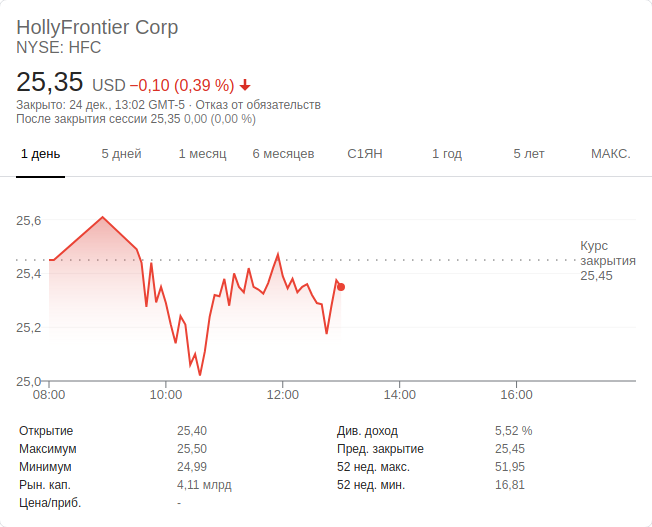 HollyFrontier Corp
NYSE: HFC
25,35 USD −0,10 (0,39 %)
Закрыто: 24 дек., 13:02 GMT-5 · Отказ от обязательств
После закрытия сессии 25,35 0,00 (0,00 %)
1 день 5 дней 1 месяц 6 месяцев С1ЯН 1 год 5 лет МАКС.
25,6
25,4
25,2
25,0
Курс
закрытия
25,45
08:00 10:00 12:00 14:00 16:00
Открытие 25,40 Див. доход 5,52 %
Максимум 25,50 Пред. закрытие 25,45
Минимум 24,99 52 нед. макс. 51,95
Рын. кап. 4,11 млрд 52 нед. мин. 16,81
Цена/приб. -